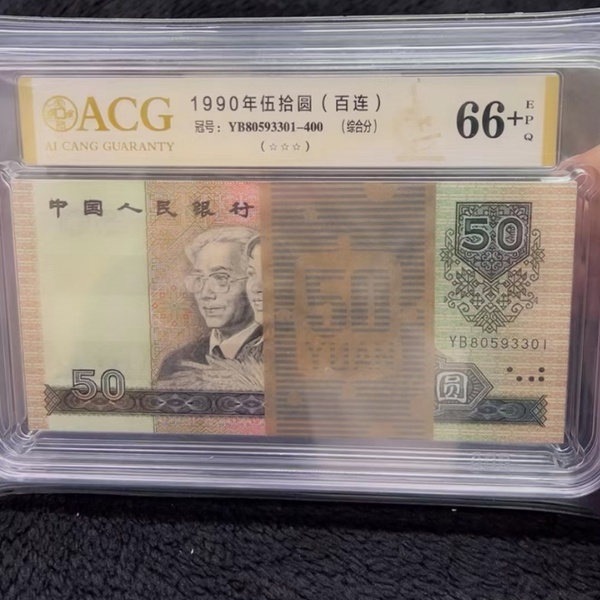 ACG
AI CANG GUARANTY
1990年伍拾圆（百连）
冠号：YB80593301-400 （综合分）
（☆☆☆）
66+
EPQ
中国人民银行
50
YB80593301
50
YUAN
50
圆